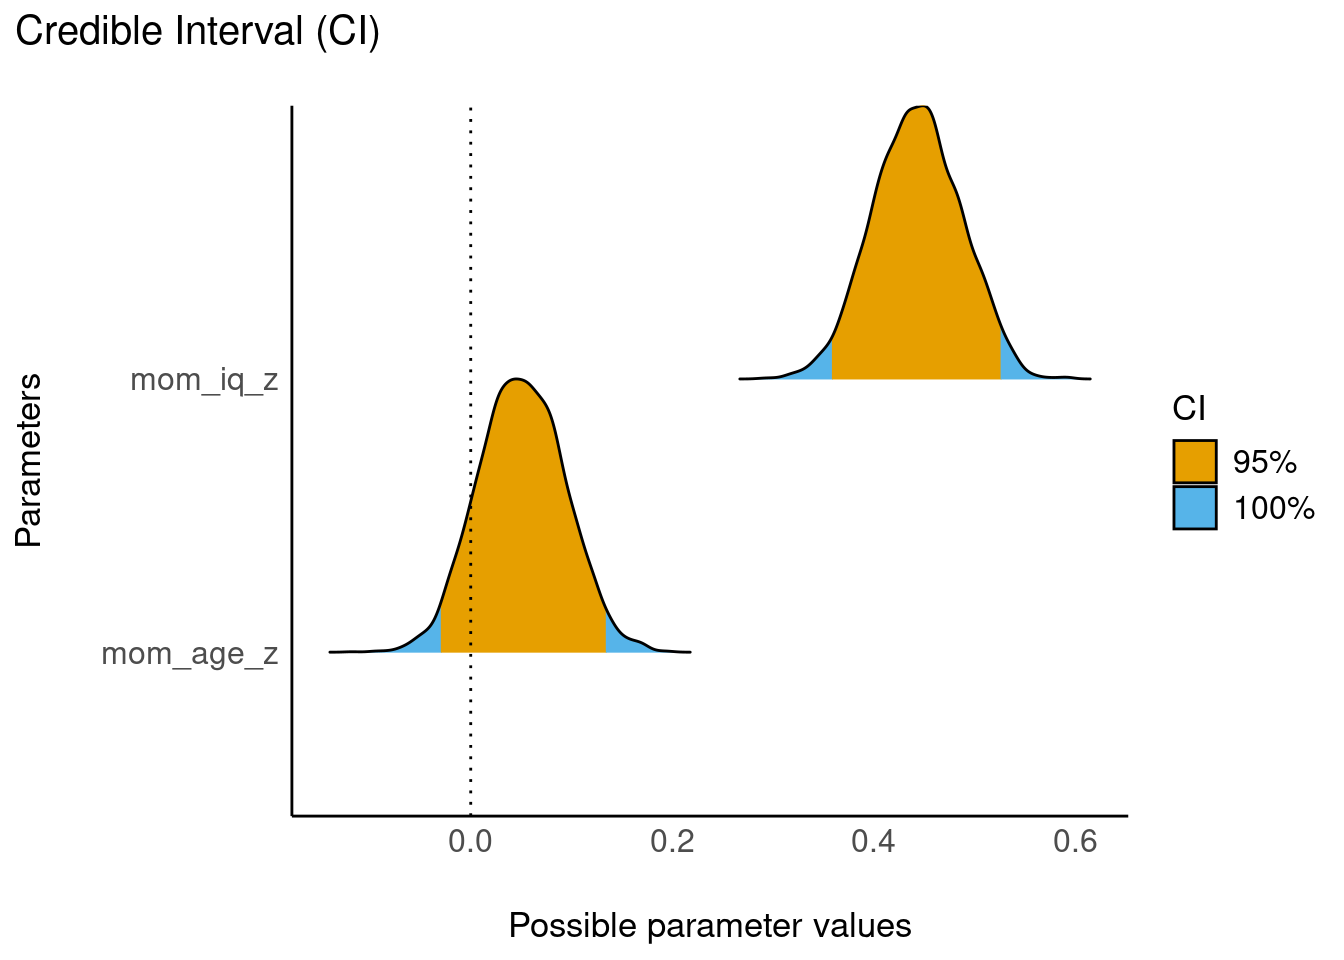 Credible Interval (CI)
Parameters
mom_iq_z
mom_age_z
CI
95%
100%
0.0 0.2 0.4 0.6
Possible parameter values